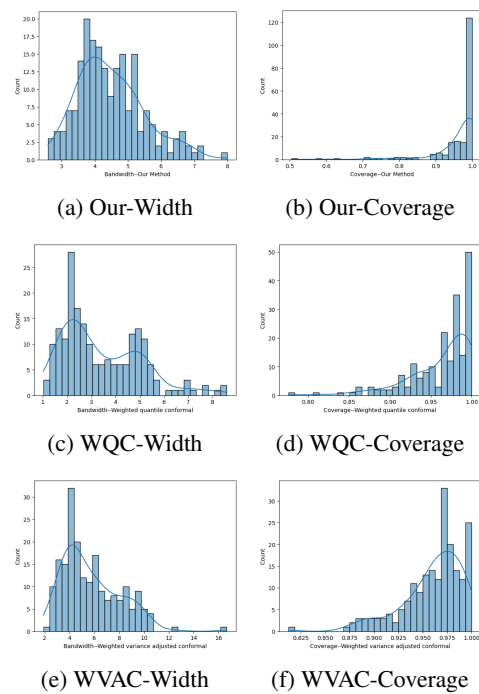 20.0
17.5
15.0
12.5
10.0
7.5
5.0
2.5
0.0
Count
3 4 5 6 7 8
Bandwidth--Our Method
120
100
80
60
40
20
0
Count
0.5 0.6 0.7 0.8 0.9 1.0
Coverage--Our Method
(a) Our-Width
(b) Our-Coverage
25
20
15
10
5
0
Count
1 2 3 4 5 6 7 8
Bandwidth--Weighted quantile conformal
50
40
30
20
10
0
Count
0.80 0.85 0.90 0.95 1.00
Coverage--Weighted quantile conformal
(c) WQC-Width
(d) WQC-Coverage
30
25
20
15
10
5
0
Count
2 4 6 8 10 12 14 16
Bandwidth--Weighted variance adjusted conformal
30
25
20
15
10
5
0
Count
0.825 0.850 0.875 0.900 0.925 0.950 0.975 1.000
Coverage--Weighted variance adjusted conformal
(e) WVAC-Width
(f) WVAC-Coverage